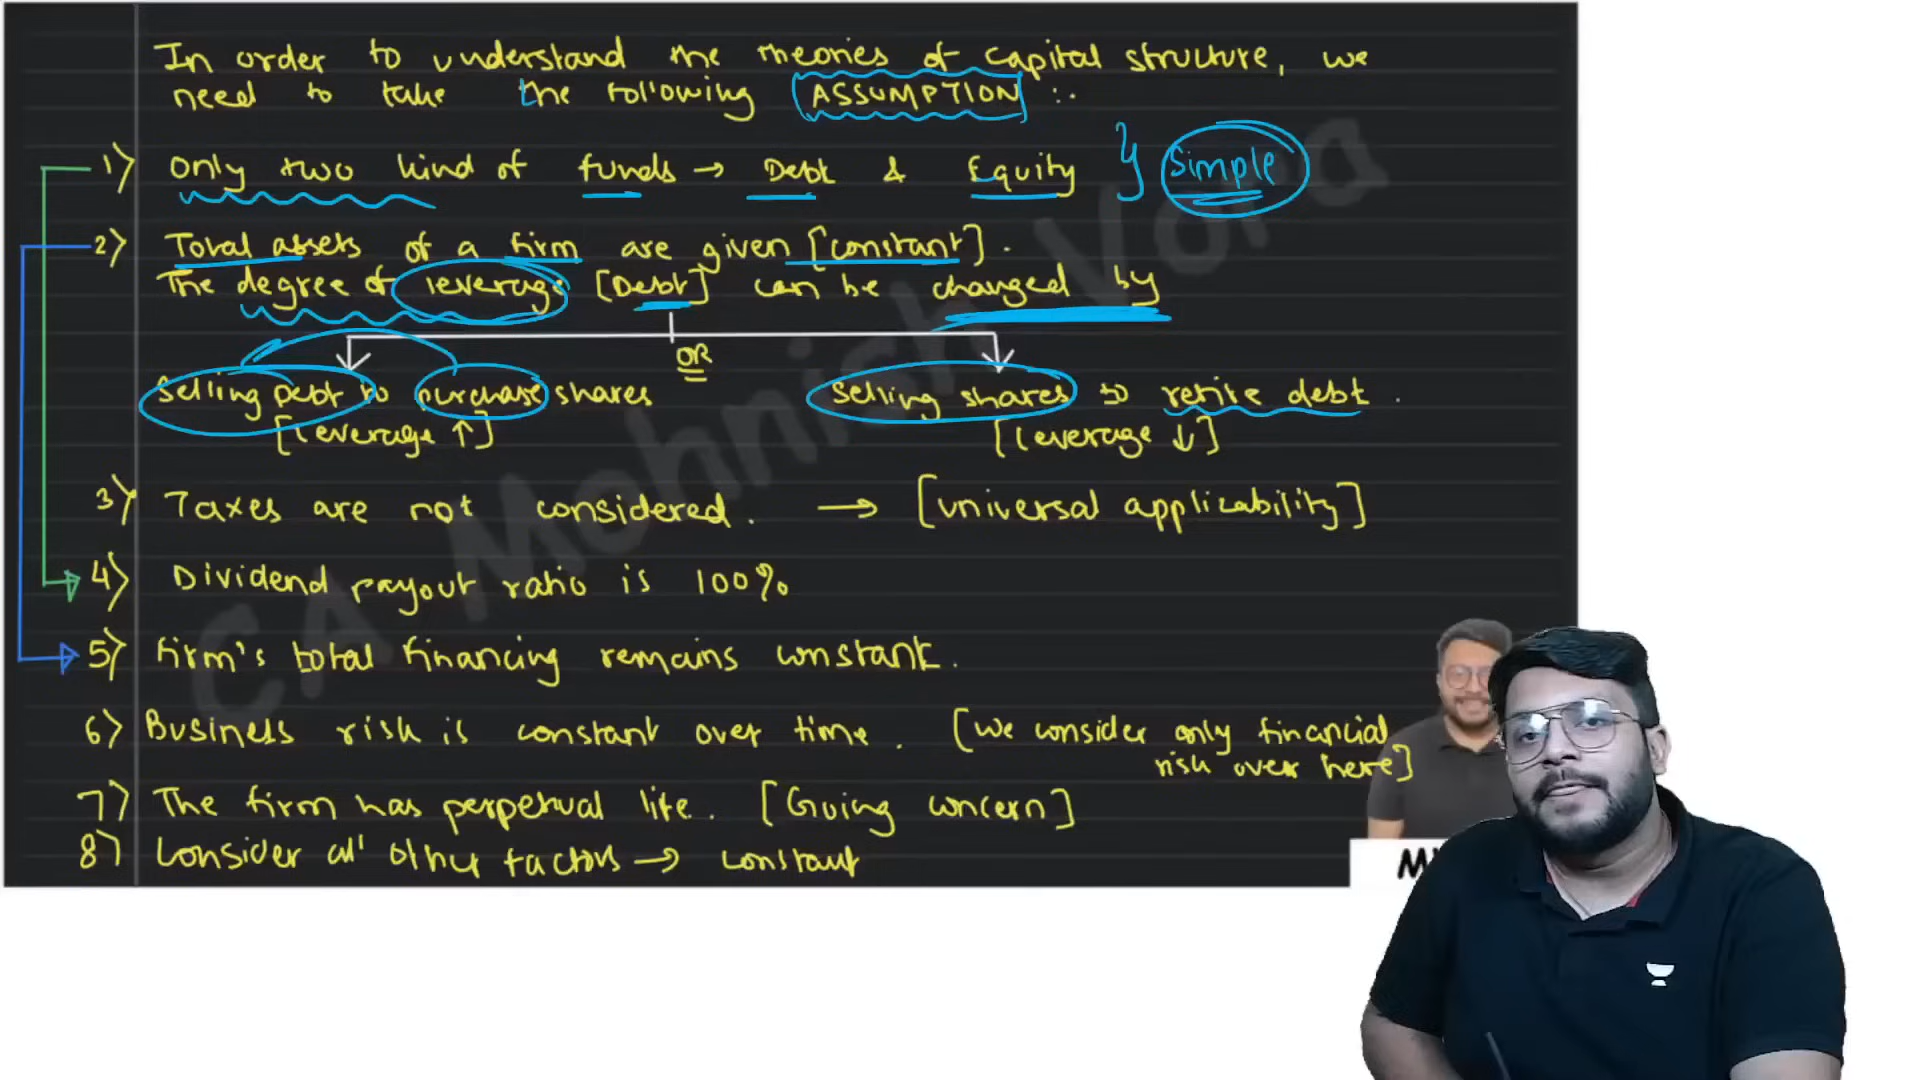 In order to understand the theories of capital structure, we
need to take the following [ASSUMPTION] :.
1) Only two kind of funds → Debt & Equity } Simple
2) Total assets of a firm are given [constant].
The degree of leverage [Debt] can be changed by
OR
Selling Debt to purchase shares
Selling shares to retire debt.
[leverage ↑]
[leverage ↓]
3) Taxes are not considered. → [universal applicability]
4) Dividend payout ratio is 100%
5) Firm's total financing remains constant.
6) Business risk is constant over time. [we consider only financial
risk over here]
7) The firm has perpetual life. [Going concern]
8) Consider all other factors → constant
CA Mohnish Vora